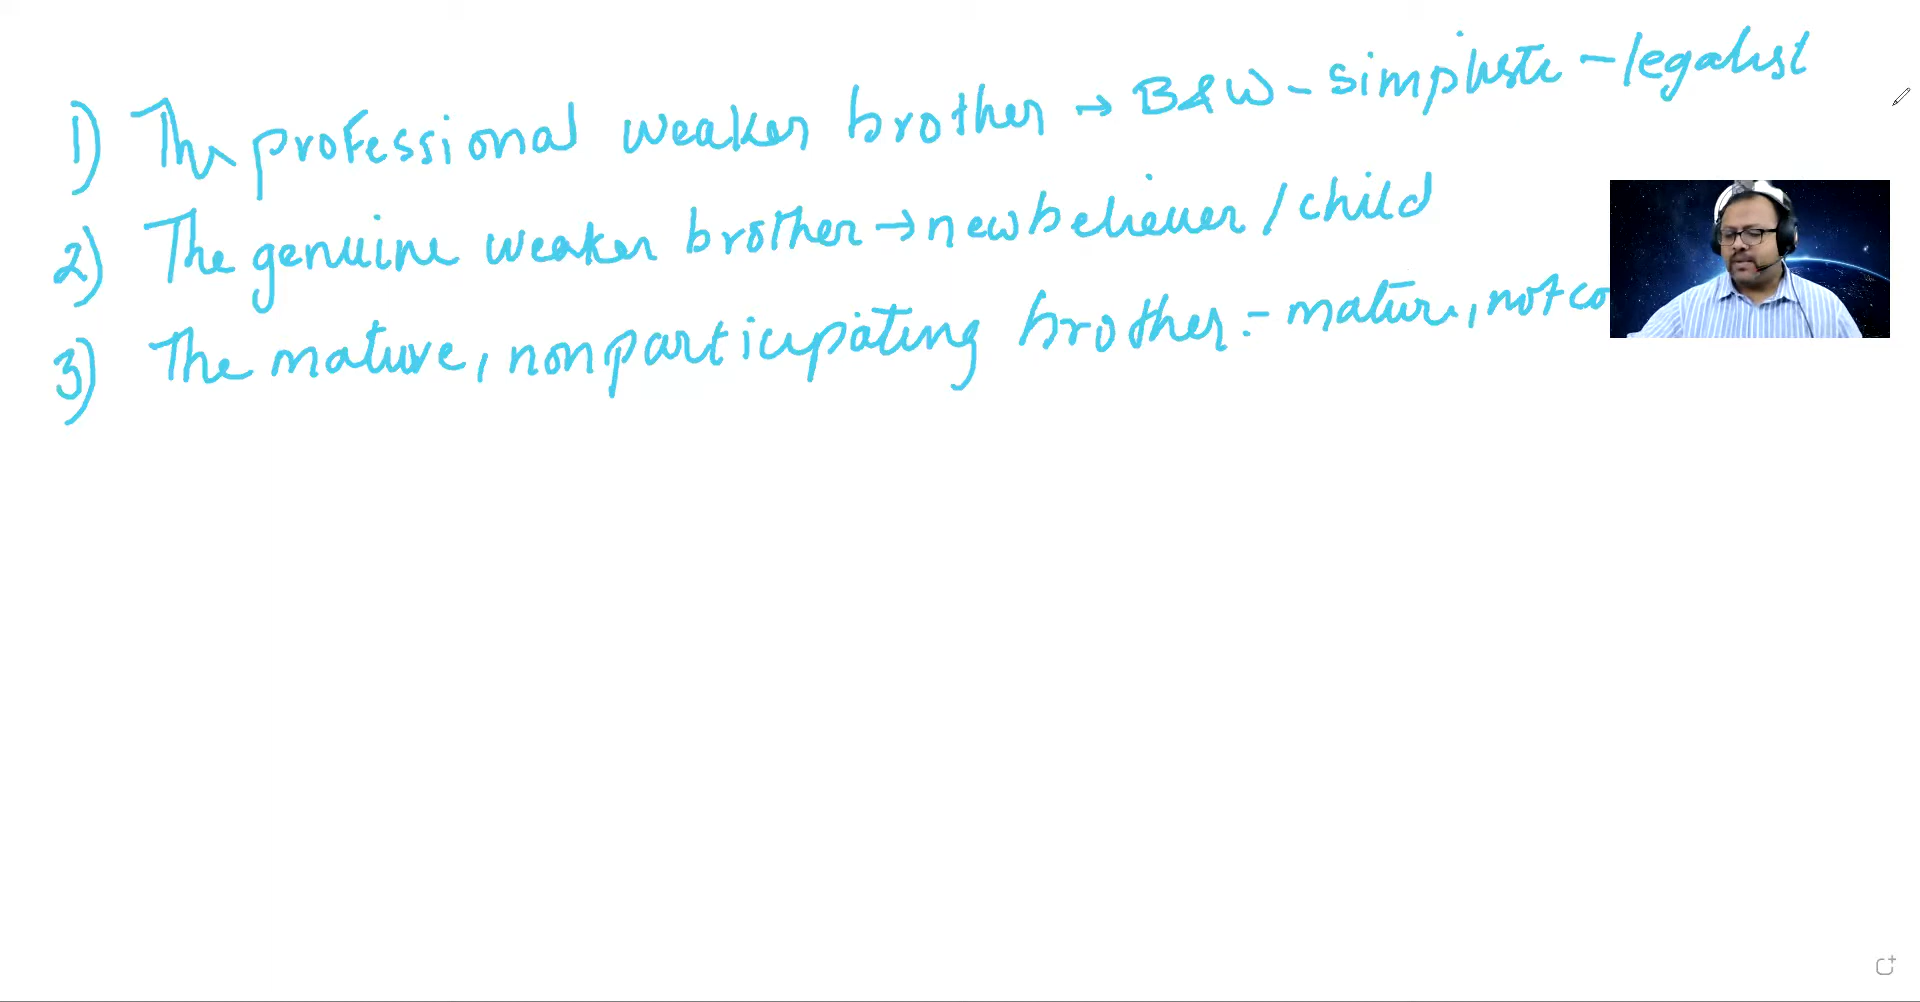 1) The professional weaker brother → B&W - simplistic - legalist
2) The genuine weaker brother → new believer / child
3) The mature, nonparticipating brother :- mature, not co